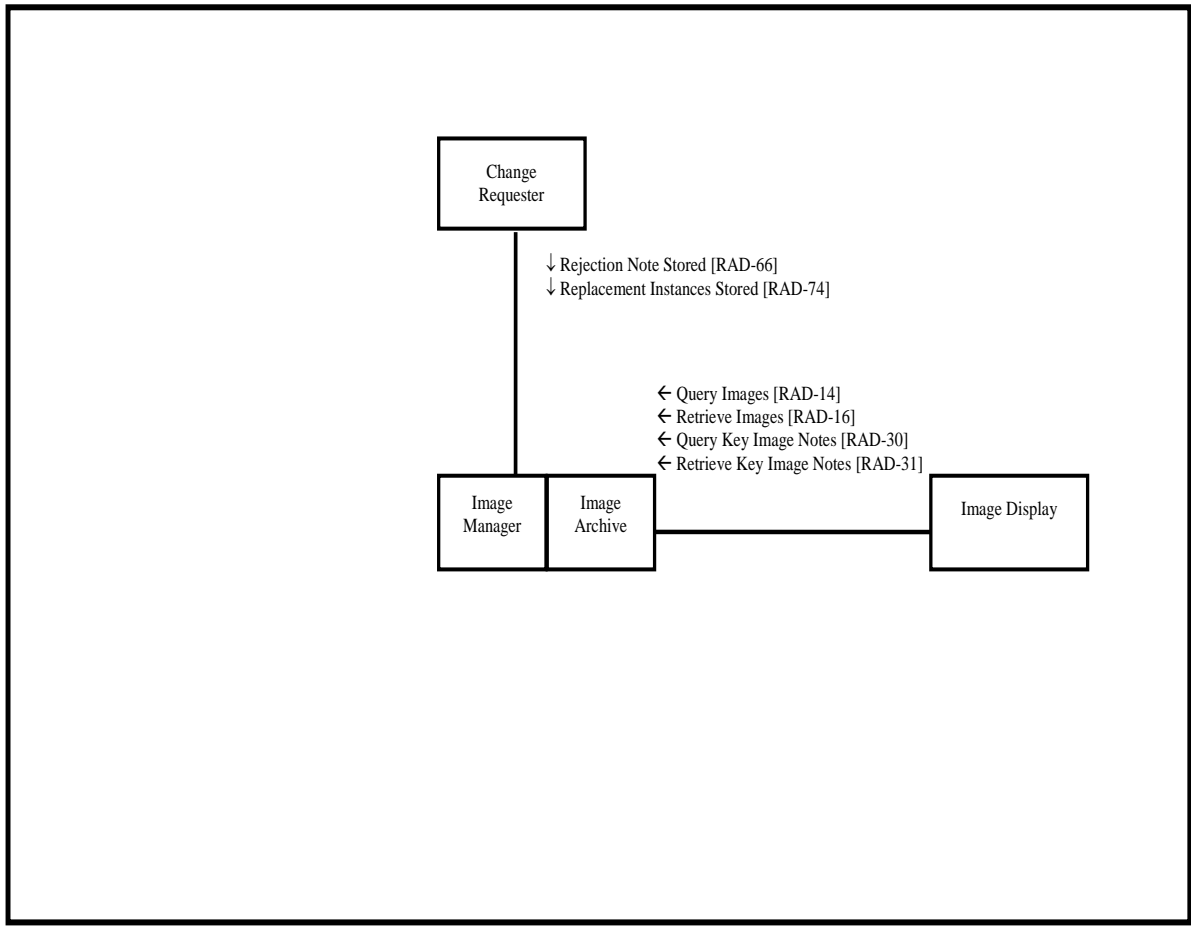 Change
Requester
↓ Rejection Note Stored [RAD-66]
↓ Replacement Instances Stored [RAD-74]
← Query Images [RAD-14]
← Retrieve Images [RAD-16]
← Query Key Image Notes [RAD-30]
← Retrieve Key Image Notes [RAD-31]
Image
Manager
Image
Archive
Image Display